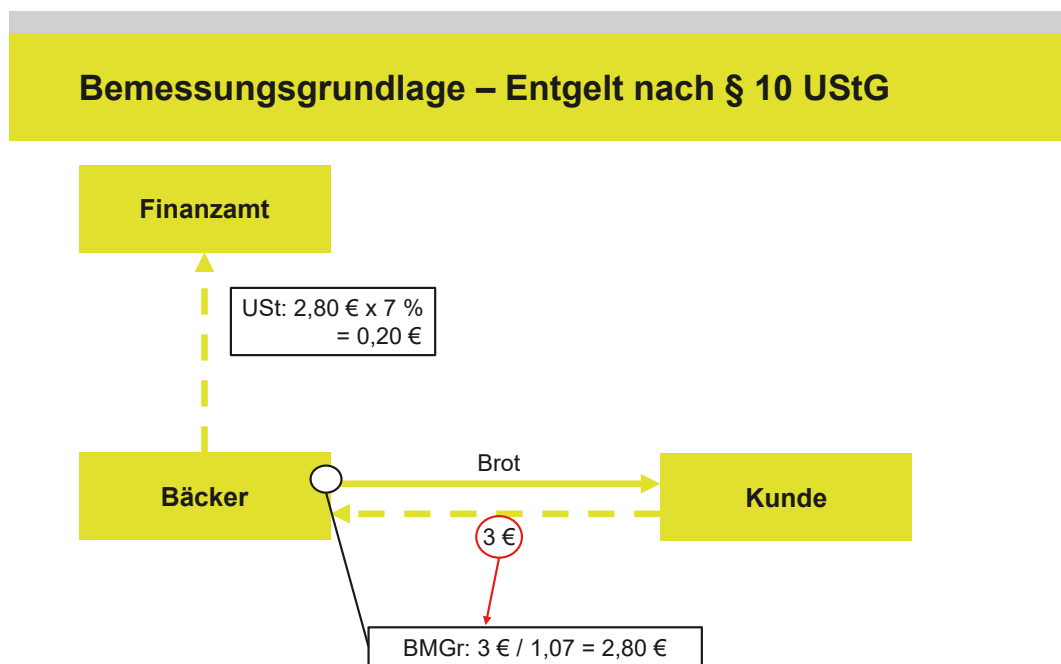 Bemessungsgrundlage – Entgelt nach § 10 UStG
Finanzamt
USt: 2,80 € x 7 %
= 0,20 €
Bäcker
Brot
Kunde
3 €
BMGr: 3 € / 1,07 = 2,80 €